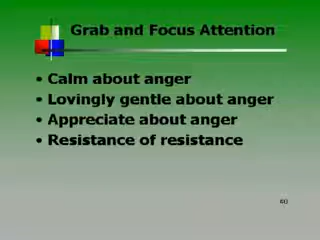 Grab and Focus Attention
• Calm about anger
• Lovingly gentle about anger
• Appreciate about anger
• Resistance of resistance